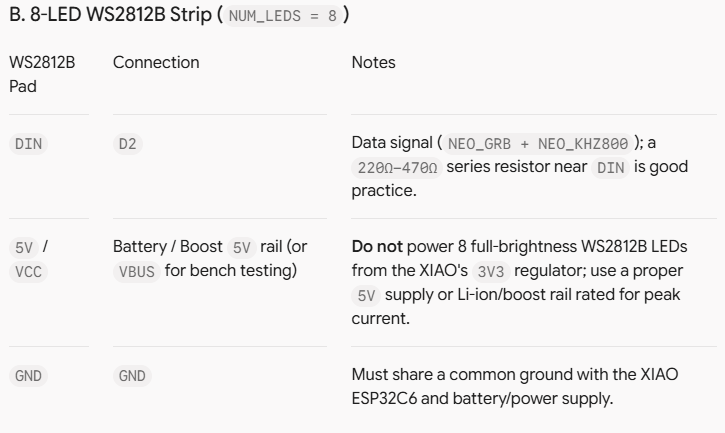 B. 8-LED WS2812B Strip ( NUM_LEDS = 8 )
WS2812B Pad
Connection
Notes
DIN
D2
Data signal ( NEO_GRB + NEO_KHZ800 ); a
220Ω–470Ω series resistor near DIN is good
practice.
5V /
VCC
Battery / Boost 5V rail (or
VBUS for bench testing)
Do not power 8 full-brightness WS2812B LEDs
from the XIAO's 3V3 regulator; use a proper
5V supply or Li-ion/boost rail rated for peak
current.
GND
GND
Must share a common ground with the XIAO
ESP32C6 and battery/power supply.